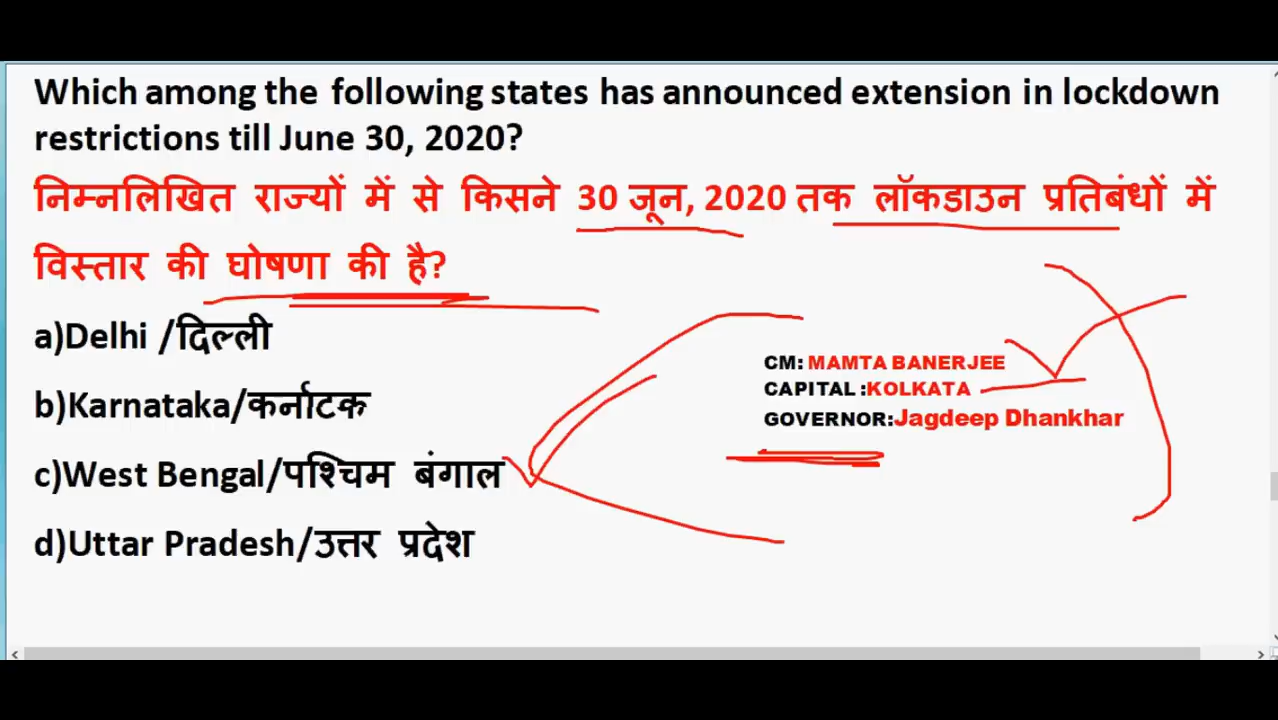 Which among the following states has announced extension in lockdown
restrictions till June 30, 2020?
निम्नलिखित राज्यों में से किसने 30 जून, 2020 तक लॉकडाउन प्रतिबंधों में
विस्तार की घोषणा की है?
a)Delhi /दिल्ली
b)Karnataka/कर्नाटक
c)West Bengal/पश्चिम बंगाल
d)Uttar Pradesh/उत्तर प्रदेश
CM: MAMTA BANERJEE
CAPITAL :KOLKATA
GOVERNOR:Jagdeep Dhankhar